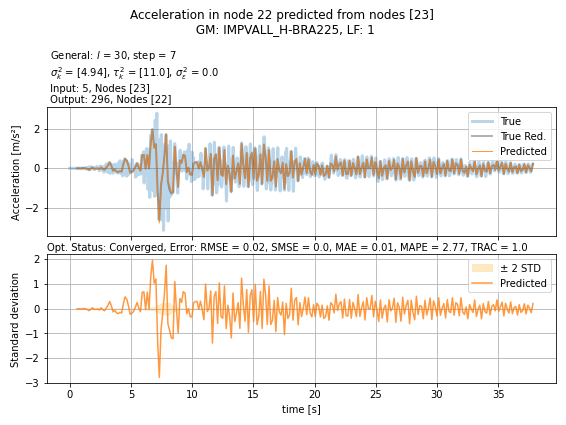 Acceleration in node 22 predicted from nodes [23]
GM: IMPVALL_H-BRA225, LF: 1
General: l = 30, step = 7
σ²ₖ = [4.94], τ²ₖ = [11.0], σ²ε = 0.0
Input: 5, Nodes [23]
Output: 296, Nodes [22]
Acceleration [m/s²]
2
0
−2
True
True Red.
Predicted
Opt. Status: Converged, Error: RMSE = 0.02, SMSE = 0.0, MAE = 0.01, MAPE = 2.77, TRAC = 1.0
Standard deviation
2
1
0
−1
−2
−3
± 2 STD
Predicted
0 5 10 15 20 25 30 35
time [s]